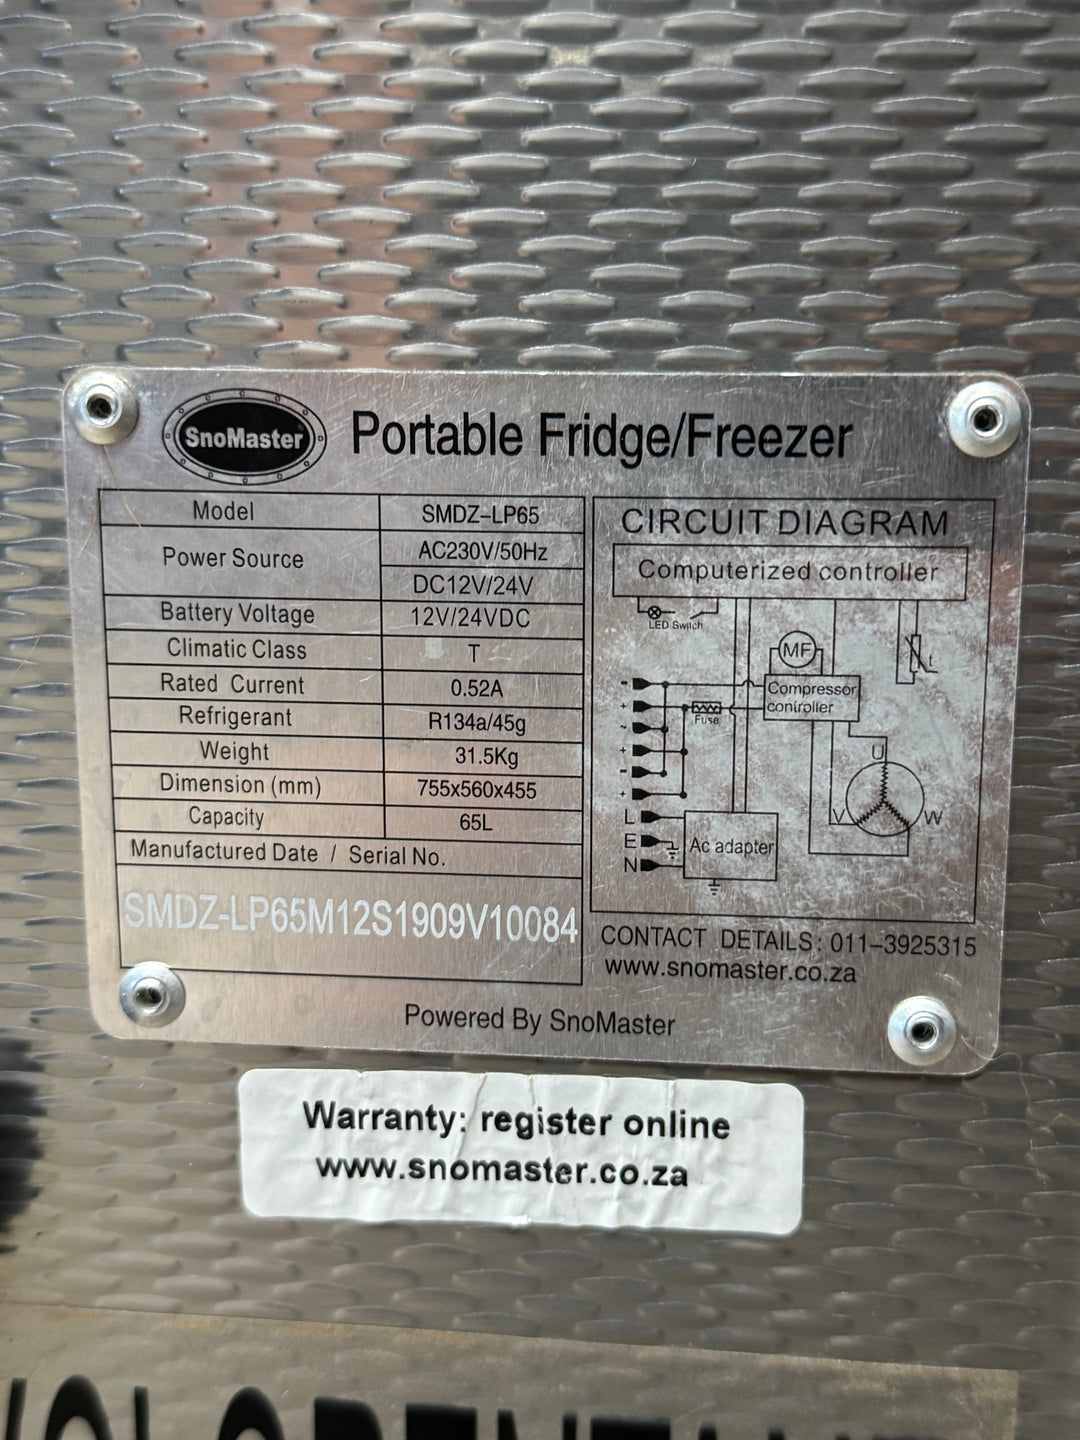 SnoMaster
Portable Fridge/Freezer
Model SMDZ-LP65
Power Source AC230V/50Hz
DC12V/24V
Battery Voltage 12V/24VDC
Climatic Class T
Rated Current 0.52A
Refrigerant R134a/45g
Weight 31.5Kg
Dimension (mm) 755x560x455
Capacity 65L
Manufactured Date / Serial No.
SMDZ-LP65M12S1909V10084
CIRCUIT DIAGRAM
Computerized controller
LED Switch
MF
t
- Compressor
+ controller
Fuse
~
+
-
+
U
V W
L
E Ac adapter
N
CONTACT DETAILS: 011-3925315
www.snomaster.co.za
Powered By SnoMaster
Warranty: register online
www.snomaster.co.za